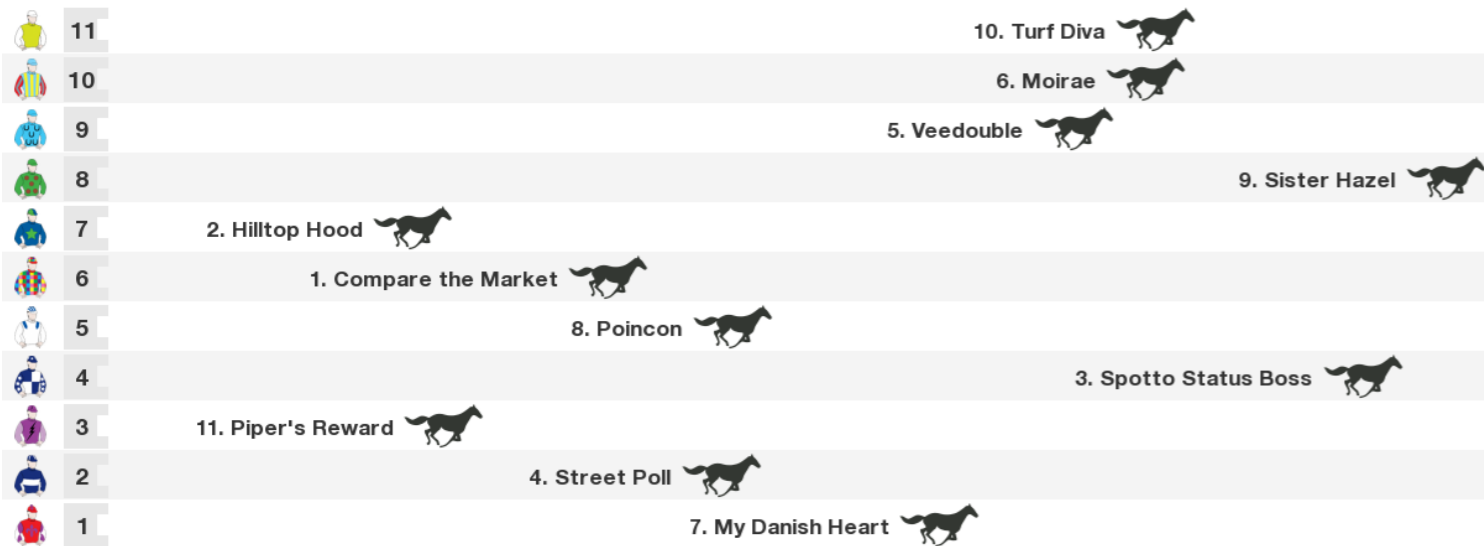 11 10. Turf Diva
10 6. Moirae
9 5. Veedouble
8 9. Sister Hazel
7 2. Hilltop Hood
6 1. Compare the Market
5 8. Poincon
4 3. Spotto Status Boss
3 11. Piper's Reward
2 4. Street Poll
1 7. My Danish Heart